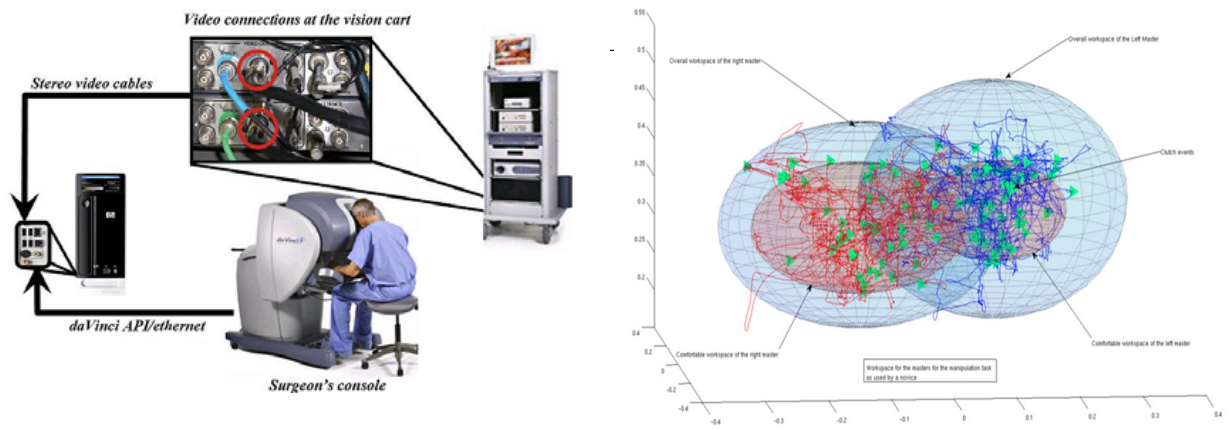 Video connections at the vision cart
Stereo video cables
daVinci
daVinci API/ethernet
Surgeon's console
0.55
0.5
0.45
0.4
0.35
0.3
0.25
0.2
0.4
0.2
0
-0.2
-0.4
-0.4
-0.3
-0.2
-0.1
0
0.1
0.2
0.3
0.4
Overall workspace of the Left Master
Overall workspace of the right master
Clutch events
Comfortable workspace of the right master
Comfortable workspace of the left master
Workspace for the masters for the manipulation task
as used by a novice